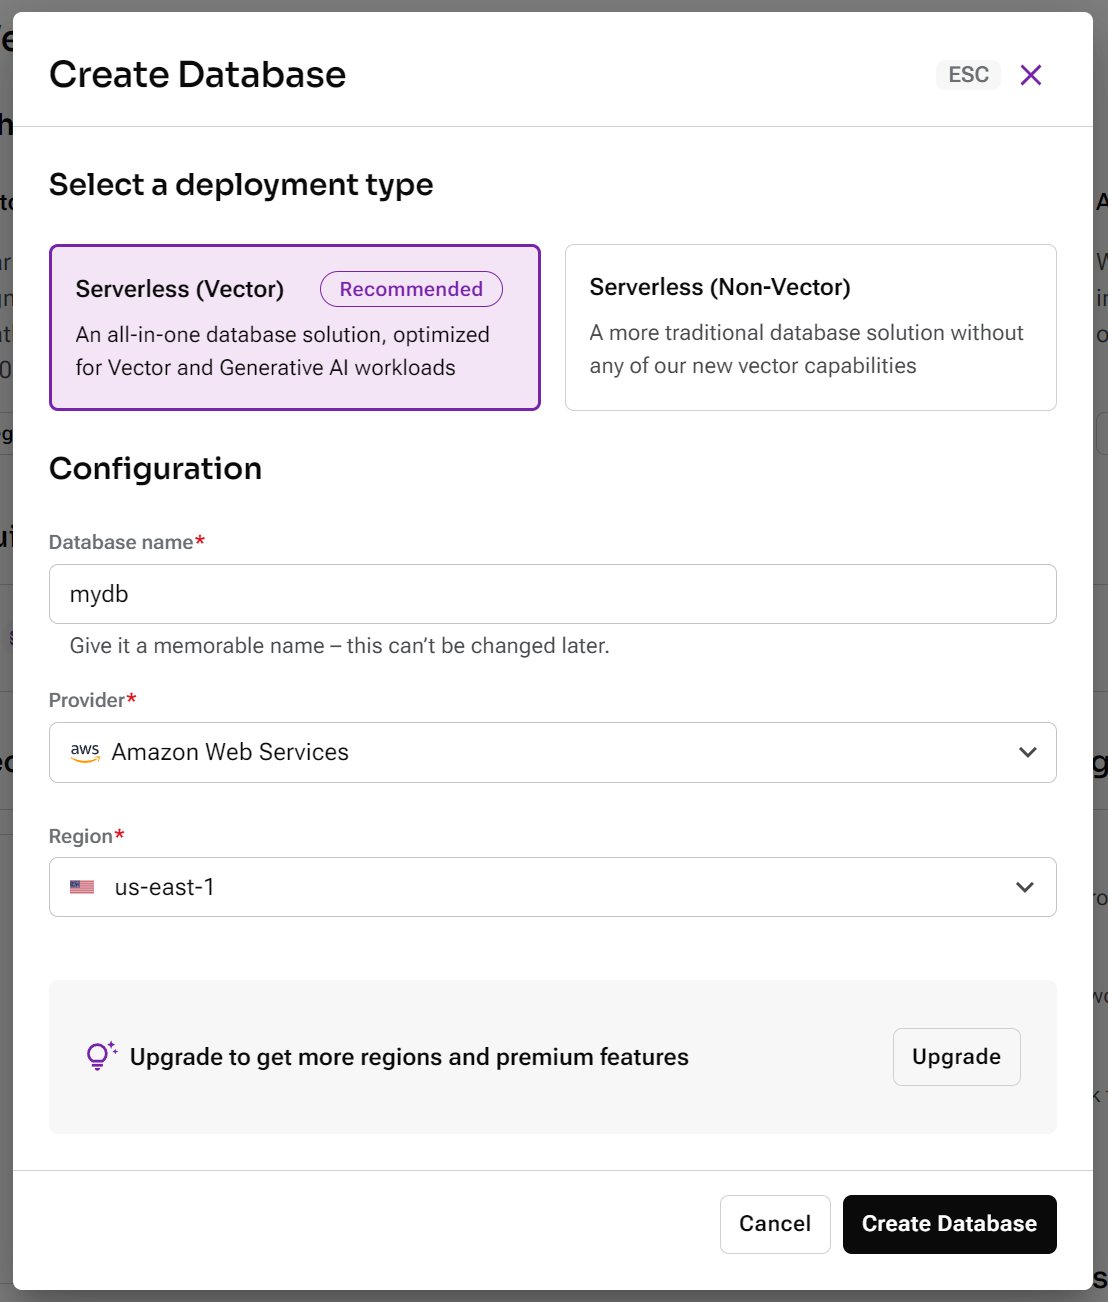 Create Database
ESC
Select a deployment type
Serverless (Vector)
Recommended
An all-in-one database solution, optimized
for Vector and Generative AI workloads
Serverless (Non-Vector)
A more traditional database solution without
any of our new vector capabilities
Configuration
Database name*
mydb
Give it a memorable name – this can’t be changed later.
Provider*
aws Amazon Web Services
Region*
us-east-1
Upgrade to get more regions and premium features
Upgrade
Cancel
Create Database